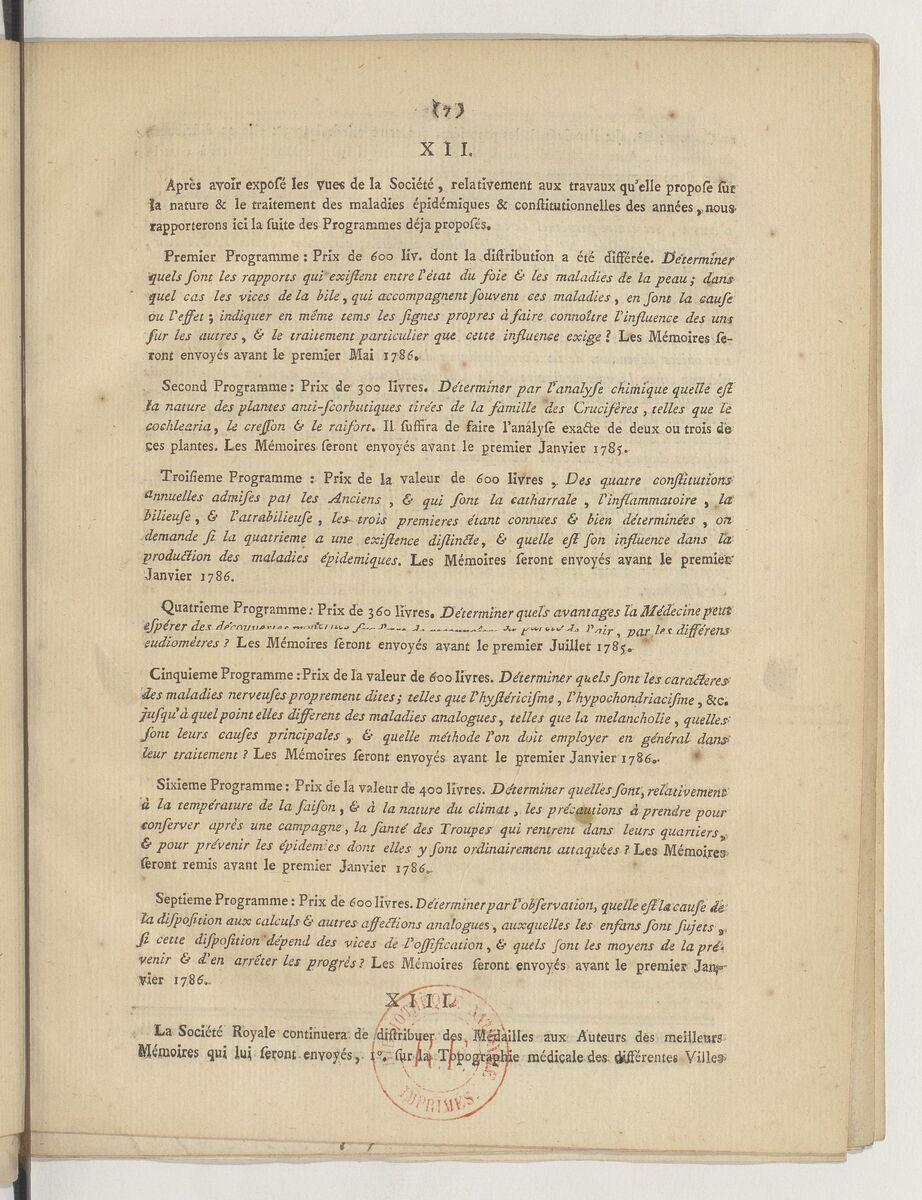 (7)
XII.
Après avoir expoſé les vues de la Société, relativement aux travaux qu'elle propoſe ſur
la nature & le traitement des maladies épidémiques & conſtitutionnelles des années, nous
rapporterons ici la ſuite des Programmes déja propoſés.
Premier Programme : Prix de 600 liv. dont la diſtribution a été différée. Déterminer
quels ſont les rapports qui exiſtent entre l'état du foie & les maladies de la peau; dans
quel cas les vices de la bile, qui accompagnent ſouvent ces maladies, en ſont la cauſe
ou l'effet; indiquer en même tems les ſignes propres à faire connoître l'influence des uns
ſur les autres, & le traitement particulier que cette influence exige? Les Mémoires ſe-
ront envoyés avant le premier Mai 1786.
Second Programme : Prix de 300 livres. Déterminer par l'analyſe chimique quelle eſt
la nature des plantes anti-ſcorbutiques tirées de la famille des Cruciféres, telles que le
cochlearia, le creſſon & le raifort. Il ſuffira de faire l'analyſe exacte de deux ou trois de
ces plantes. Les Mémoires ſeront envoyés avant le premier Janvier 1785.
Troiſieme Programme : Prix de la valeur de 600 livres. Des quatre conſtitutions
annuelles admiſes par les Anciens, & qui ſont la catharrale, l'inflammatoire, la
bilieuſe, & l'atrabilieuſe, les trois premieres étant connues & bien déterminées, on
demande ſi la quatrieme a une exiſtence diſtincte, & quelle eſt ſon influence dans la
production des maladies épidemiques. Les Mémoires ſeront envoyés avant le premier
Janvier 1786.
Quatrieme Programme : Prix de 360 livres. Déterminer quels avantages la Médecine peut
eſpérer des découvertes de l'air, par les différens
eudiomètres? Les Mémoires ſeront envoyés avant le premier Juillet 1785.
Cinquieme Programme : Prix de la valeur de 600 livres. Déterminer quels ſont les caracteres
des maladies nerveuſes proprement dites; telles que l'hyſtériciſme, l'hypochondriaciſme, &c.
juſqu'à quel point elles different des maladies analogues, telles que la melancholie, quelles
ſont leurs cauſes principales, & quelle méthode l'on doit employer en général dans
leur traitement? Les Mémoires ſeront envoyés avant le premier Janvier 1786.
Sixieme Programme : Prix de la valeur de 400 livres. Déterminer quelles ſont, relativement
à la température de la ſaiſon, & à la nature du climat, les précautions à prendre pour
conſerver après une campagne, la ſanté des Troupes qui rentrent dans leurs quartiers,
& pour prévenir les épidemies dont elles y ſont ordinairement attaquées? Les Mémoires
ſeront remis avant le premier Janvier 1786.
Septieme Programme : Prix de 600 livres. Déterminer par l'obſervation, quelle eſt la cauſe de
la diſpoſition aux calculs & autres affections analogues, auxquelles les enfans ſont ſujets,
ſi cette diſpoſition dépend des vices de l'oſſification, & quels ſont les moyens de la pré-
venir & d'en arrêter les progrès? Les Mémoires ſeront envoyés avant le premier Jan-
vier 1786.
XIII.
La Société Royale continuera de diſtribuer des Médailles aux Auteurs des meilleurs
Mémoires qui lui ſeront envoyés, 1°. ſur la Topographie médicale des différentes Villes
IMPRIMÉS.